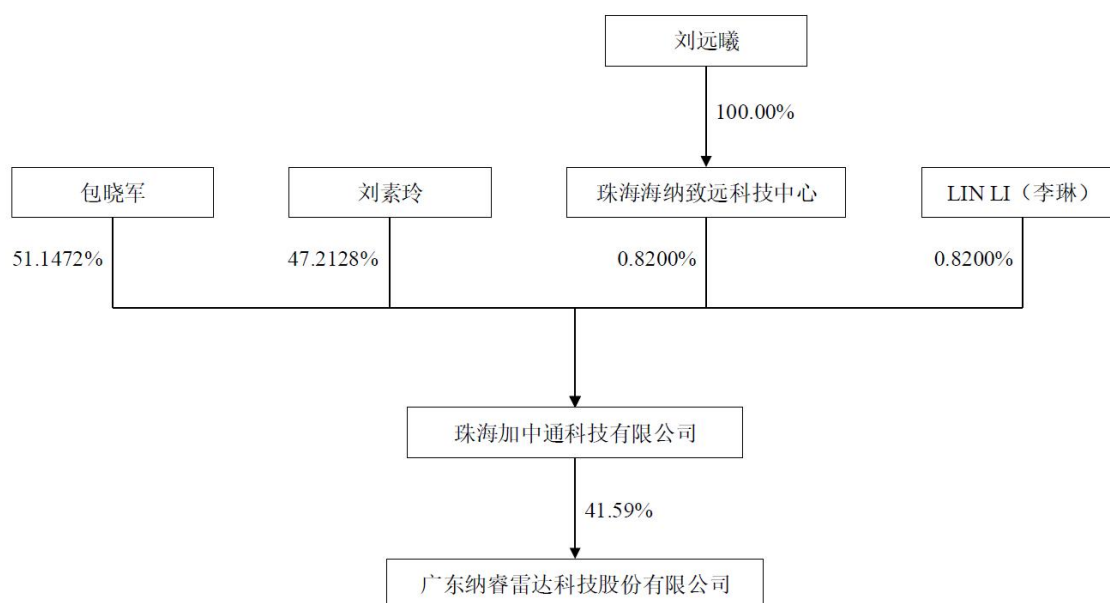 刘远曦
100.00%
包晓军
刘素玲
珠海海纳致远科技中心
LIN LI（李琳）
51.1472%
47.2128%
0.8200%
0.8200%
珠海加中通科技有限公司
41.59%
广东纳睿雷达科技股份有限公司